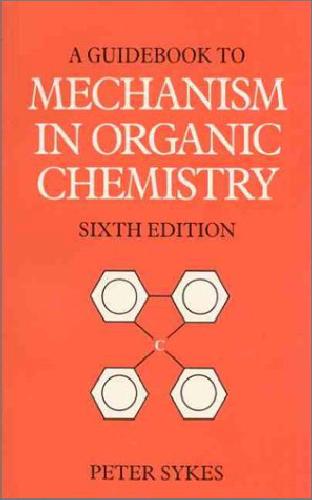 A GUIDEBOOK TO
MECHANISM
IN ORGANIC
CHEMISTRY
SIXTH EDITION
C
PETER SYKES